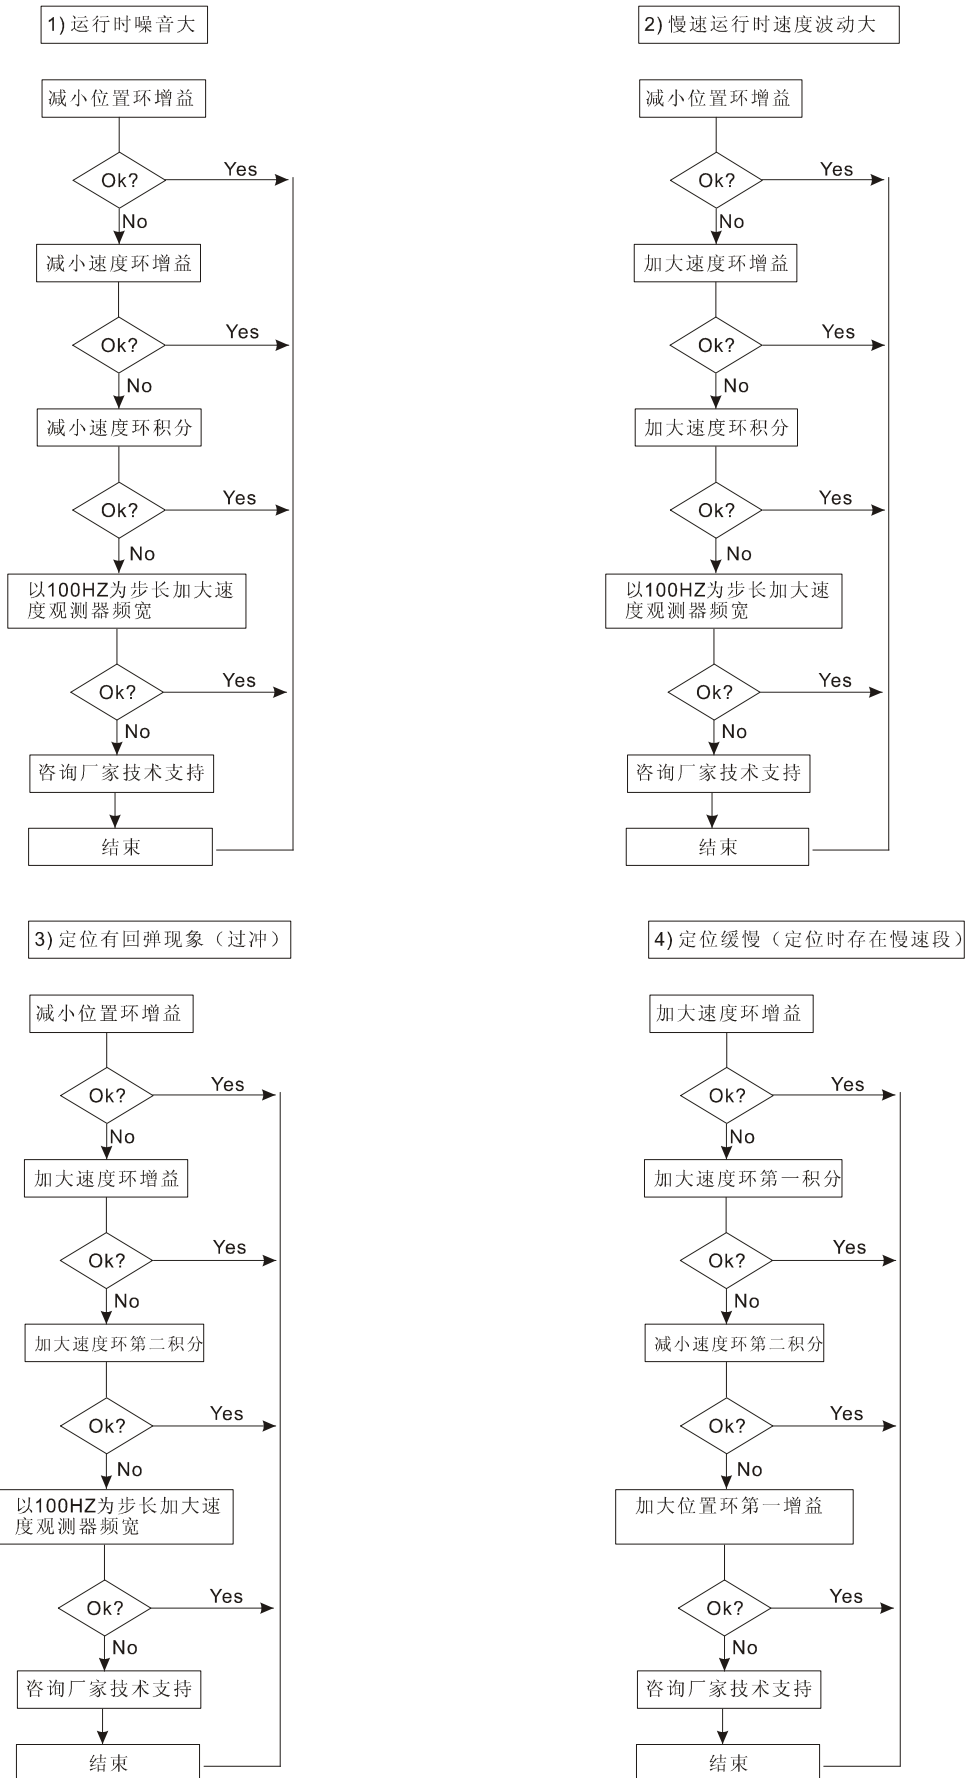 1) 运行时噪音大
减小位置环增益
Ok?
Yes
No
减小速度环增益
Ok?
Yes
No
减小速度环积分
Ok?
Yes
No
以100HZ为步长加大速
度观测器频宽
Ok?
Yes
No
咨询厂家技术支持
结束
2) 慢速运行时速度波动大
减小位置环增益
Ok?
Yes
No
加大速度环增益
Ok?
Yes
No
加大速度环积分
Ok?
Yes
No
以100HZ为步长加大速
度观测器频宽
Ok?
Yes
No
咨询厂家技术支持
结束
3) 定位有回弹现象（过冲）
减小位置环增益
Ok?
Yes
No
加大速度环增益
Ok?
Yes
No
加大速度环第二积分
Ok?
Yes
No
以100HZ为步长加大速
度观测器频宽
Ok?
Yes
No
咨询厂家技术支持
结束
4) 定位缓慢（定位时存在慢速段）
加大速度环增益
Ok?
Yes
No
加大速度环第一积分
Ok?
Yes
No
减小速度环第二积分
Ok?
Yes
No
加大位置环第一增益
Ok?
Yes
No
咨询厂家技术支持
结束